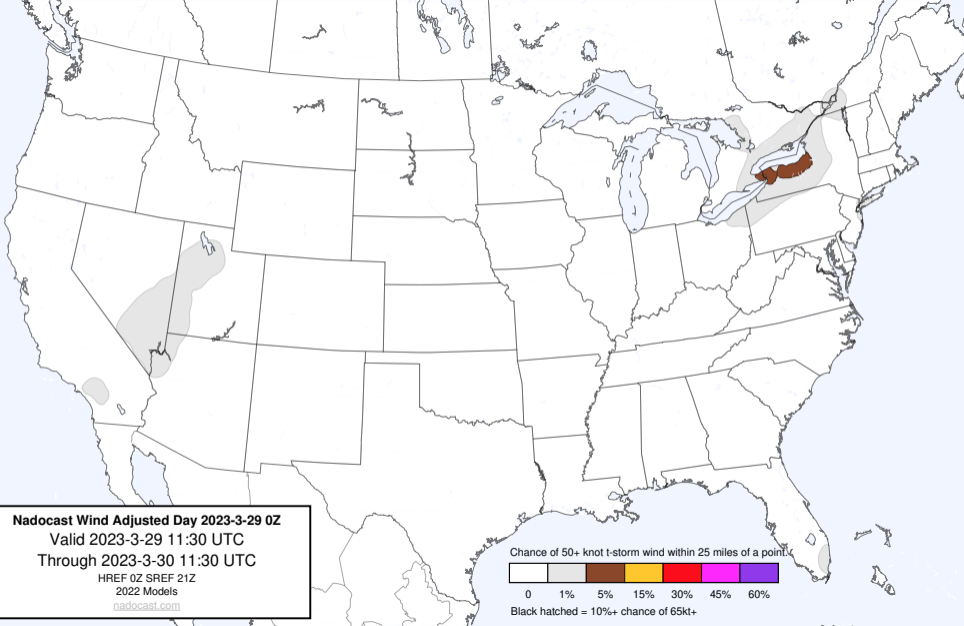 Nadocast Wind Adjusted Day 2023-3-29 0Z
Valid 2023-3-29 11:30 UTC
Through 2023-3-30 11:30 UTC
HREF 0Z SREF 21Z
2022 Models
nadocast.com
Chance of 50+ knot t-storm wind within 25 miles of a point.
0 1% 5% 15% 30% 45% 60%
Black hatched = 10%+ chance of 65kt+